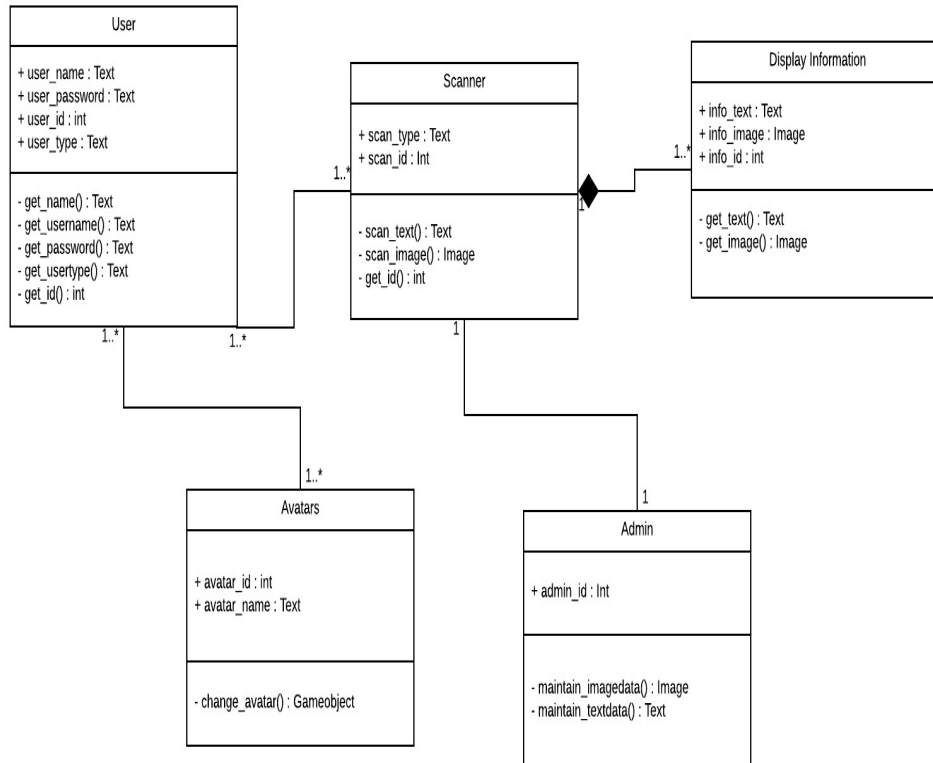 User
+ user_name : Text
+ user_password : Text
+ user_id : int
+ user_type : Text
- get_name() : Text
- get_username() : Text
- get_password() : Text
- get_usertype() : Text
- get_id() : int
1..*
1..*
1..*
Scanner
+ scan_type : Text
+ scan_id : Int
- scan_text() : Text
- scan_image() : Image
- get_id() : int
1
1
1..*
Display Information
+ info_text : Text
+ info_image : Image
+ info_id : int
- get_text() : Text
- get_image() : Image
1..*
Avatars
+ avatar_id : int
+ avatar_name : Text
- change_avatar() : Gameobject
1
Admin
+ admin_id : Int
- maintain_imagedata() : Image
- maintain_textdata() : Text